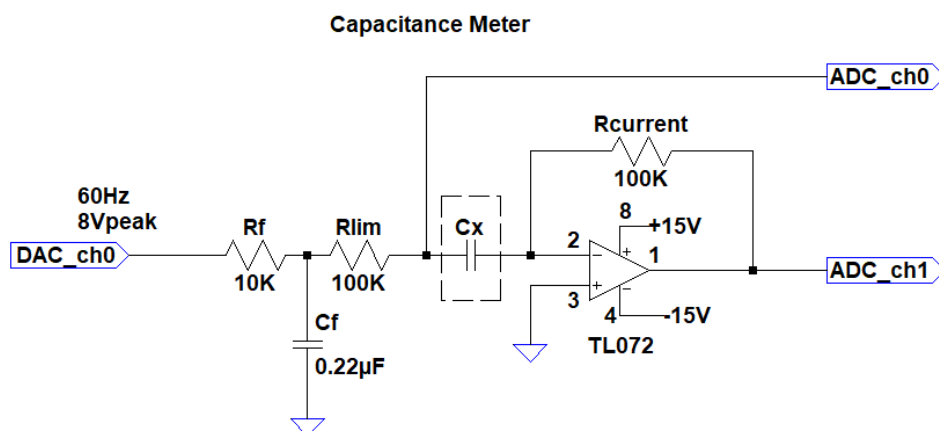 Capacitance Meter
ADC_ch0
Rcurrent
100K
60Hz
8Vpeak
DAC_ch0
Rf
10K
Rlim
100K
Cx
8
+15V
2
1
3
4
-15V
TL072
ADC_ch1
Cf
0.22µF